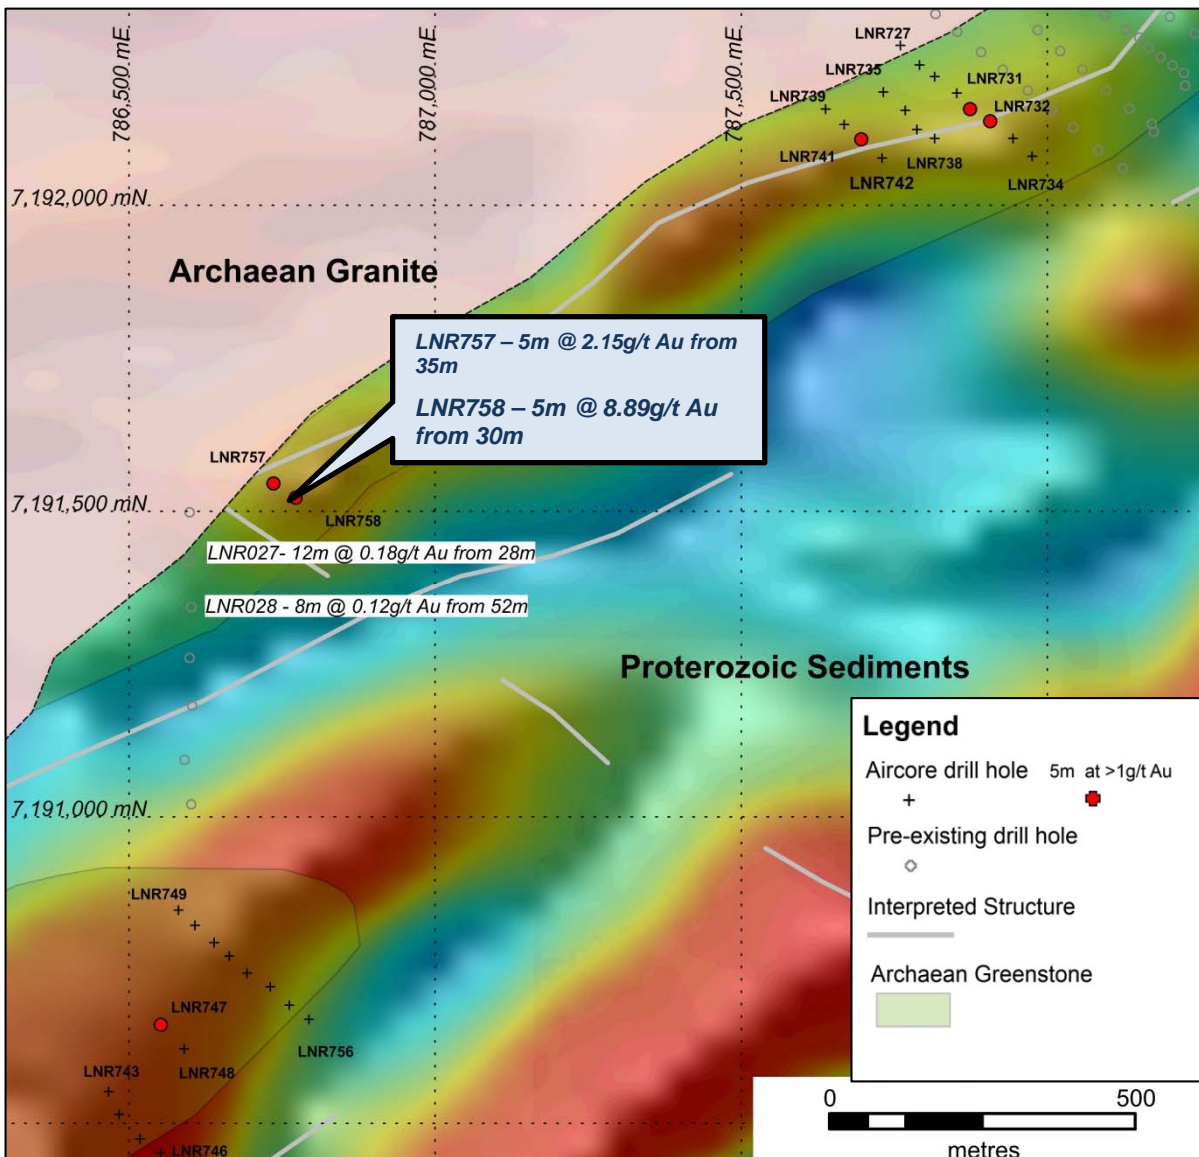 786,500 mE
787,000 mE
787,500 mE
LNR727
LNR735
LNR731
LNR739
LNR732
LNR741
LNR738
LNR742
LNR734
7,192,000 mN
Archaean Granite
LNR757 – 5m @ 2.15g/t Au from
35m
LNR758 – 5m @ 8.89g/t Au
from 30m
LNR757
7,191,500 mN
LNR758
LNR027- 12m @ 0.18g/t Au from 28m
LNR028 - 8m @ 0.12g/t Au from 52m
Proterozoic Sediments
7,191,000 mN
LNR749
LNR747
LNR756
LNR748
LNR743
LNR746
Legend
Aircore drill hole 5m at >1g/t Au
Pre-existing drill hole
Interpreted Structure
Archaean Greenstone
0 500
metres